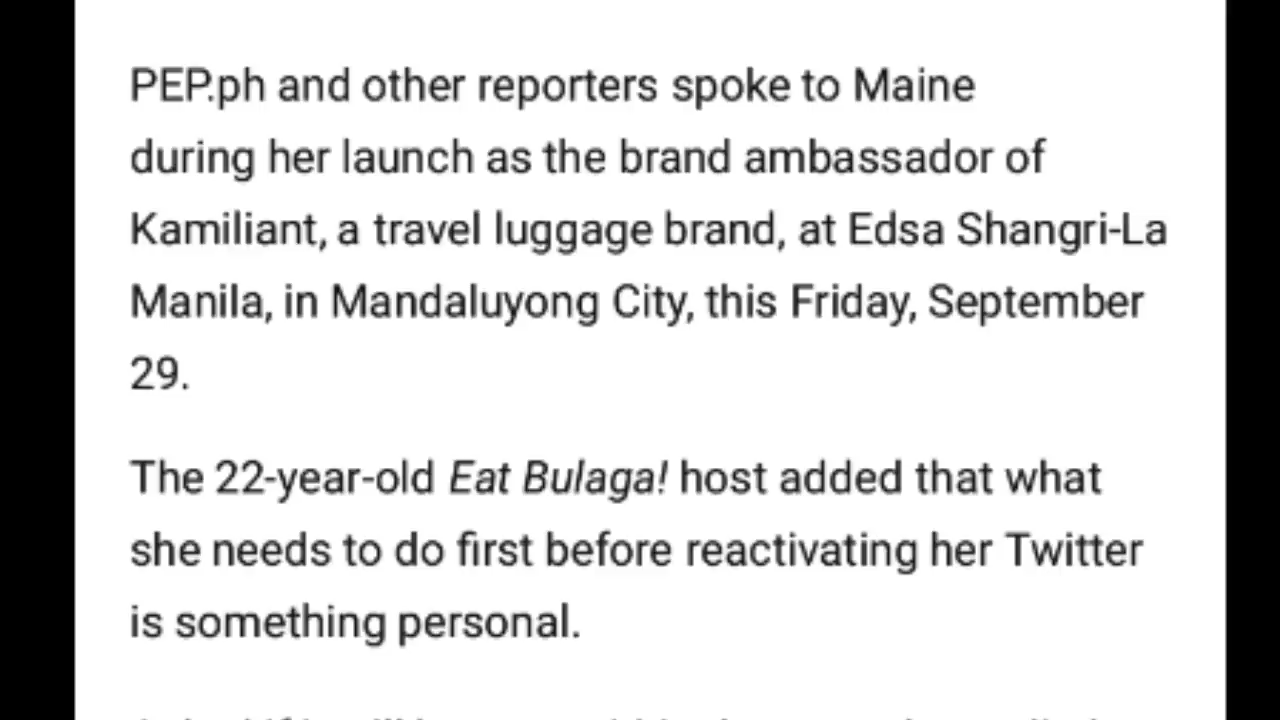 PEP.ph and other reporters spoke to Maine
during her launch as the brand ambassador of
Kamiliant, a travel luggage brand, at Edsa Shangri-La
Manila, in Mandaluyong City, this Friday, September
29.
The 22-year-old Eat Bulaga! host added that what
she needs to do first before reactivating her Twitter
is something personal.